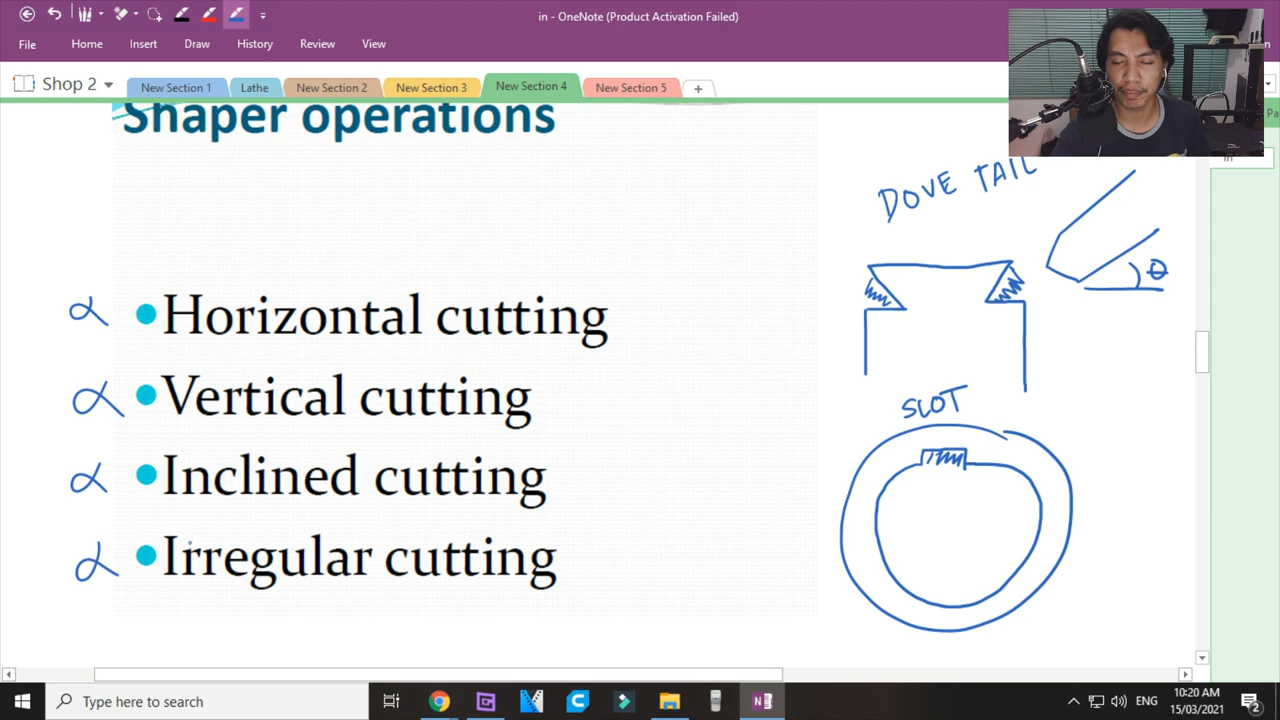 in - OneNote (Product Activation Failed)
File Home Insert Draw History Review View
Shop 2 New Section 1 Lathe New Section 2 New Section 3 New Section 4 New Section 5 +
Shaper operations
DOVE TAIL
θ
α •Horizontal cutting
α •Vertical cutting
SLOT
α •Inclined cutting
α •Irregular cutting
Type here to search
ENG
10:20 AM
15/03/2021
2